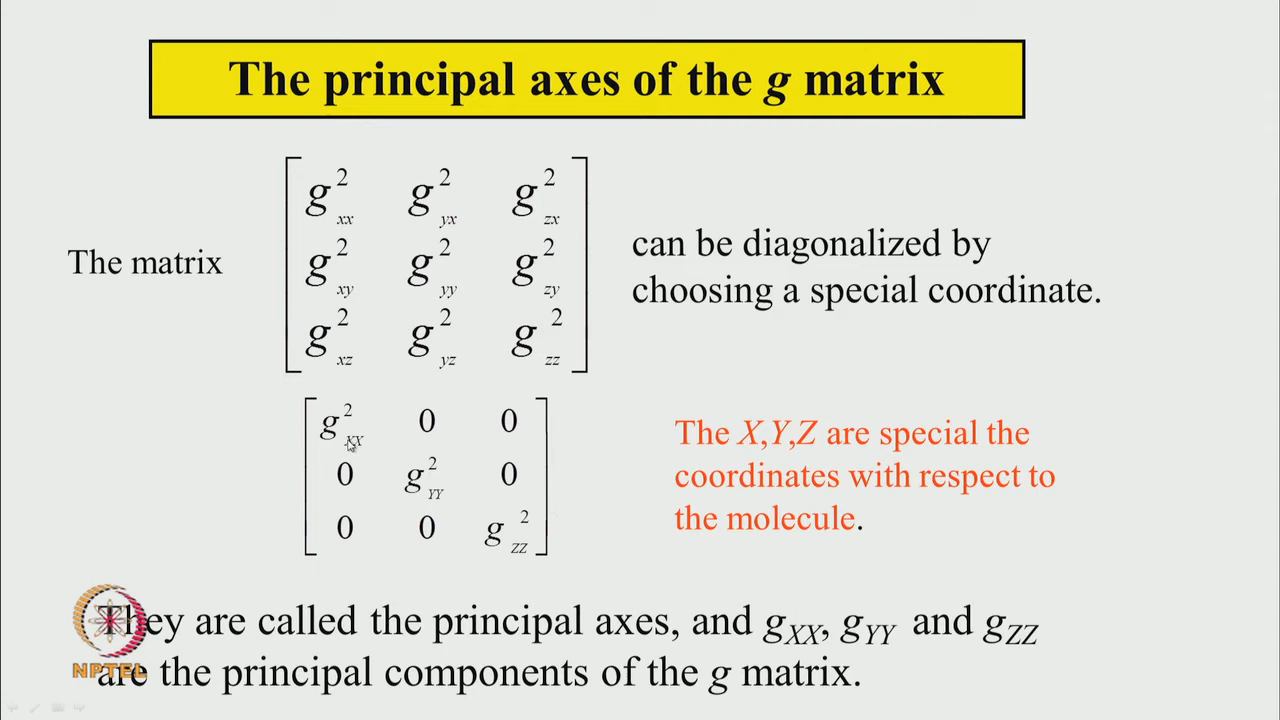 The principal axes of the g matrix
g²xx g²yx g²zx
The matrix g²xy g²yy g²zy
g²xz g²yz g²zz
can be diagonalized by
choosing a special coordinate.
g²XX 0 0
0 g²YY 0
0 0 g²ZZ
The X,Y,Z are special the
coordinates with respect to
the molecule.
They are called the principal axes, and gXX, gYY and gZZ
are the principal components of the g matrix.
NPTEL